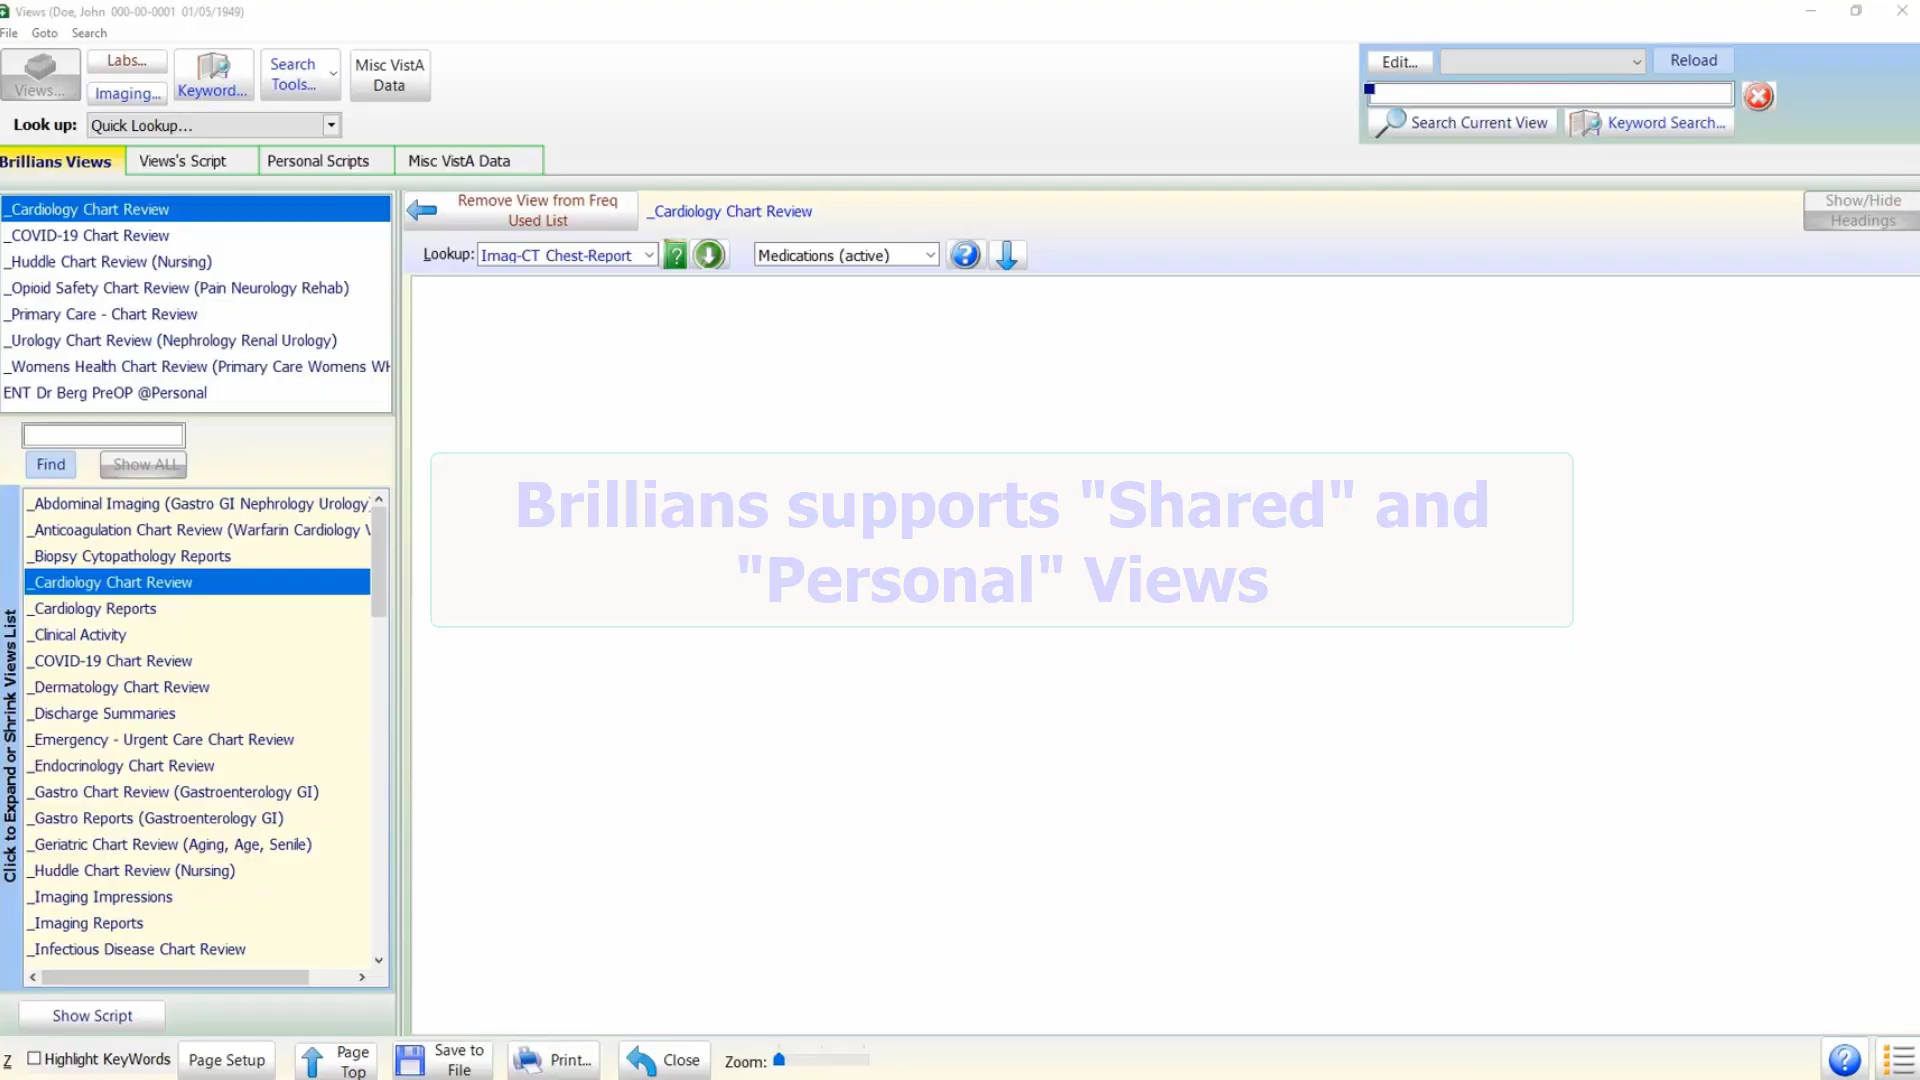 Views (Doe, John 000-00-0001 01/05/1949)
File Goto Search
Views...
Labs...
Imaging...
Keyword...
Search Tools...
Misc VistA Data
Edit...
Reload
Search Current View
Keyword Search...
Look up: Quick Lookup...
Brillians Views
Views's Script
Personal Scripts
Misc VistA Data
_Cardiology Chart Review
_COVID-19 Chart Review
_Huddle Chart Review (Nursing)
_Opioid Safety Chart Review (Pain Neurology Rehab)
_Primary Care - Chart Review
_Urology Chart Review (Nephrology Renal Urology)
_Womens Health Chart Review (Primary Care Womens WH
ENT Dr Berg PreOP @Personal
Find
Show ALL
Click to Expand or Shrink Views List
_Abdominal Imaging (Gastro GI Nephrology Urology)
_Anticoagulation Chart Review (Warfarin Cardiology V
_Biopsy Cytopathology Reports
_Cardiology Chart Review
_Cardiology Reports
_Clinical Activity
_COVID-19 Chart Review
_Dermatology Chart Review
_Discharge Summaries
_Emergency - Urgent Care Chart Review
_Endocrinology Chart Review
_Gastro Chart Review (Gastroenterology GI)
_Gastro Reports (Gastroenterology GI)
_Geriatric Chart Review (Aging, Age, Senile)
_Huddle Chart Review (Nursing)
_Imaging Impressions
_Imaging Reports
_Infectious Disease Chart Review
Show Script
Remove View from Freq
Used List
_Cardiology Chart Review
Show/Hide
Headings
Lookup: Imag-CT Chest-Report
?
Medications (active)
?
Brillians supports "Shared" and
"Personal" Views
Z
Highlight KeyWords
Page Setup
Page
Top
Save to
File
Print...
Close
Zoom:
?